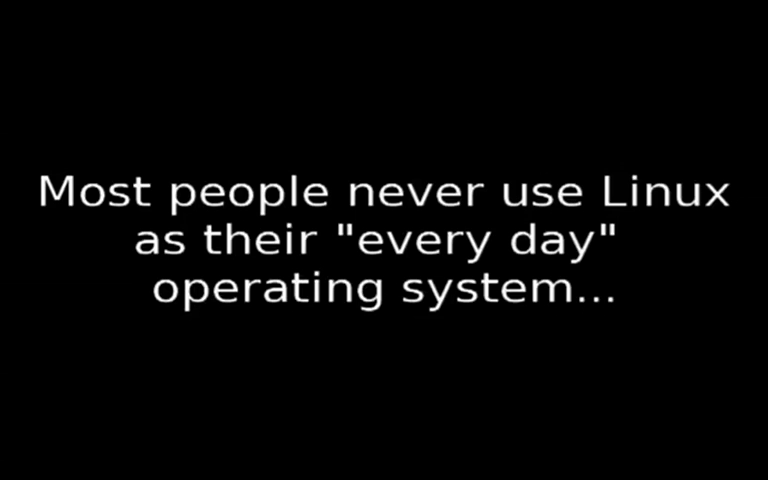 Most people never use Linux
as their "every day"
operating system...